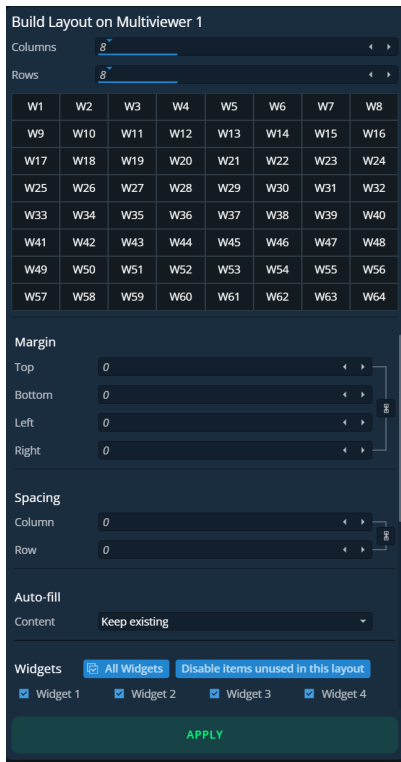 Build Layout on Multiviewer 1
Columns 8
Rows 8
W1 W2 W3 W4 W5 W6 W7 W8
W9 W10 W11 W12 W13 W14 W15 W16
W17 W18 W19 W20 W21 W22 W23 W24
W25 W26 W27 W28 W29 W30 W31 W32
W33 W34 W35 W36 W37 W38 W39 W40
W41 W42 W43 W44 W45 W46 W47 W48
W49 W50 W51 W52 W53 W54 W55 W56
W57 W58 W59 W60 W61 W62 W63 W64
Margin
Top 0
Bottom 0
Left 0
Right 0
Spacing
Column 0
Row 0
Auto-fill
Content Keep existing
Widgets All Widgets Disable items unused in this layout
Widget 1 Widget 2 Widget 3 Widget 4
APPLY